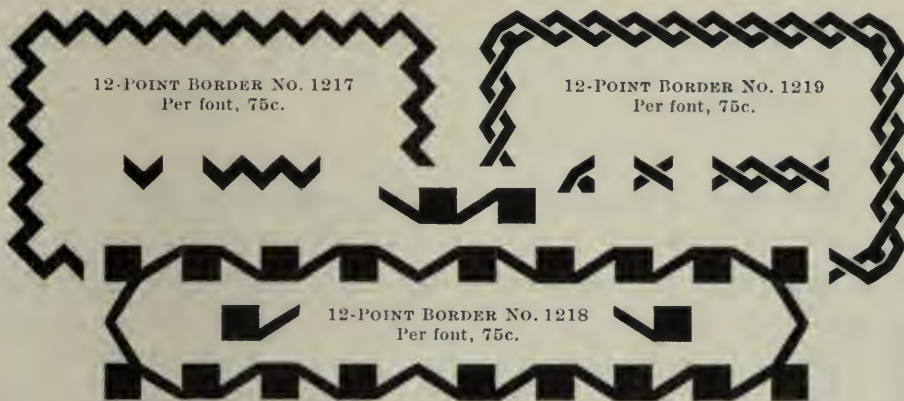 12-Point Border No. 1217
Per font, 75c.
12-Point Border No. 1219
Per font, 75c.
12-Point Border No. 1218
Per font, 75c.